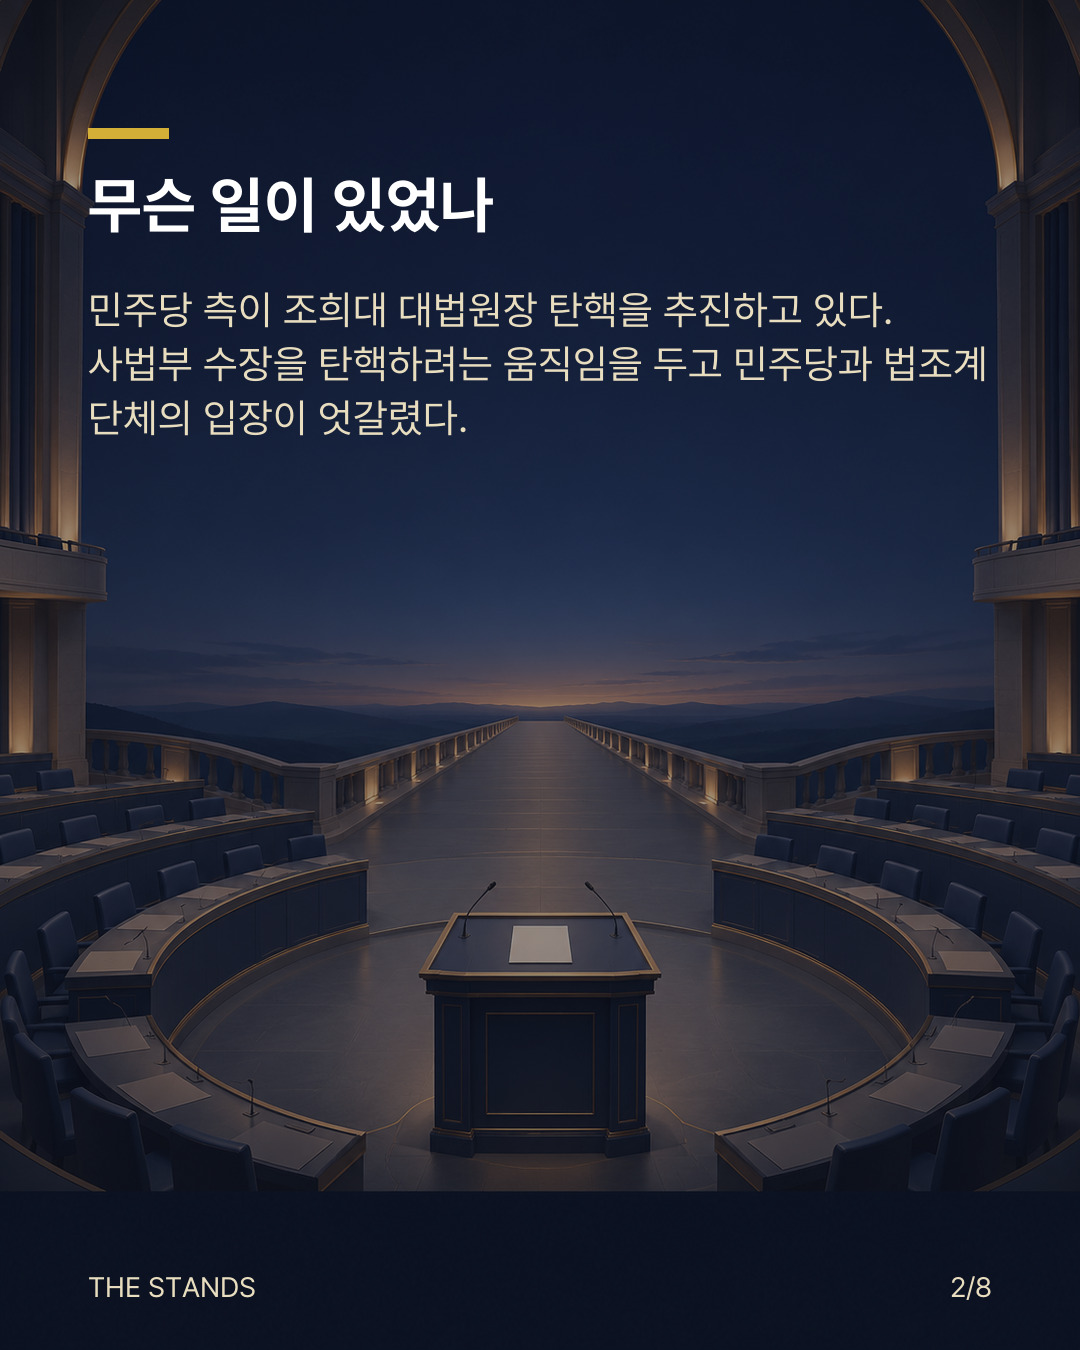 무슨 일이 있었나
민주당 측이 조희대 대법원장 탄핵을 추진하고 있다.
사법부 수장을 탄핵하려는 움직임을 두고 민주당과 법조계
단체의 입장이 엇갈렸다.
THE STANDS
2/8